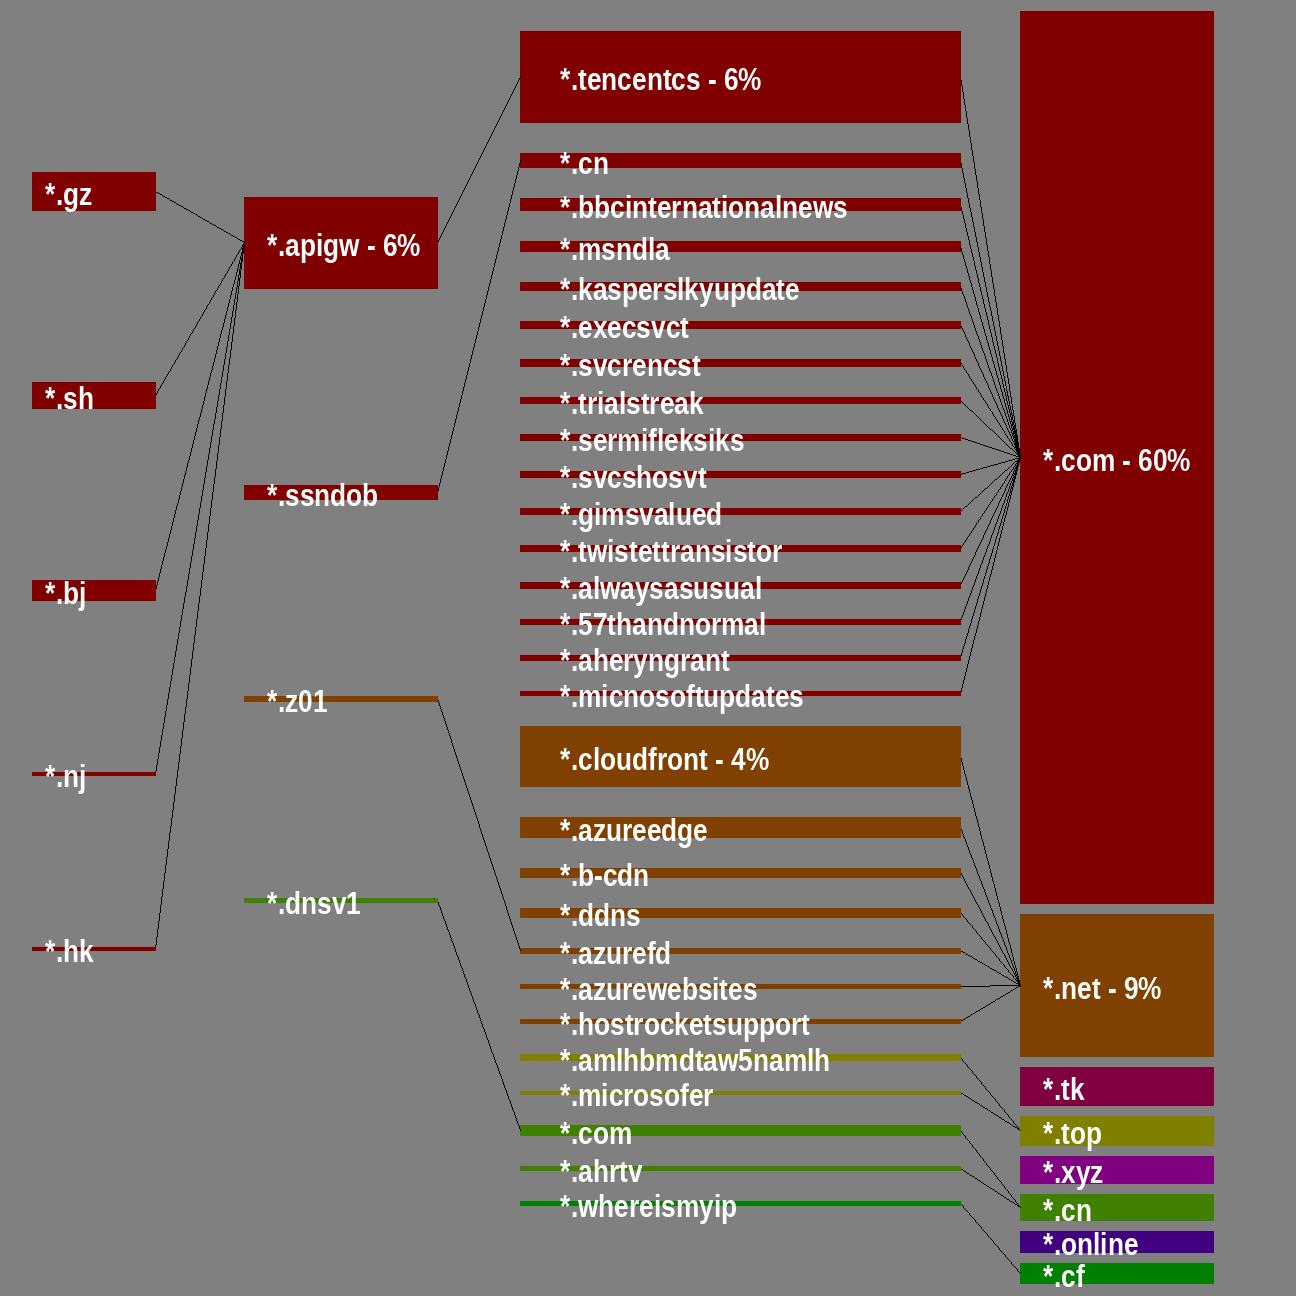 *.gz
*.sh
*.bj
*.nj
*.hk
*.apigw - 6%
*.ssndob
*.z01
*.dnsv1
*.tencentcs - 6%
*.cn
*.bbcinternationalnews
*.msndla
*.kasperslkyupdate
*.execsvct
*.svcrencst
*.trialstreak
*.sermifleksiks
*.svcshosvt
*.gimsvalued
*.twistettransistor
*.alwaysasusual
*.57thandnormal
*.aheryngrant
*.micnosoftupdates
*.cloudfront - 4%
*.azureedge
*.b-cdn
*.ddns
*.azurefd
*.azurewebsites
*.hostrocketsupport
*.amlhbmdtaw5namlh
*.microsofer
*.com
*.ahrtv
*.whereismyip
*.com - 60%
*.net - 9%
*.tk
*.top
*.xyz
*.cn
*.online
*.cf